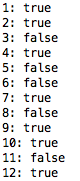 1: true
2: true
3: false
4: true
5: false
6: false
7: true
8: false
9: true
10: true
11: false
12: true